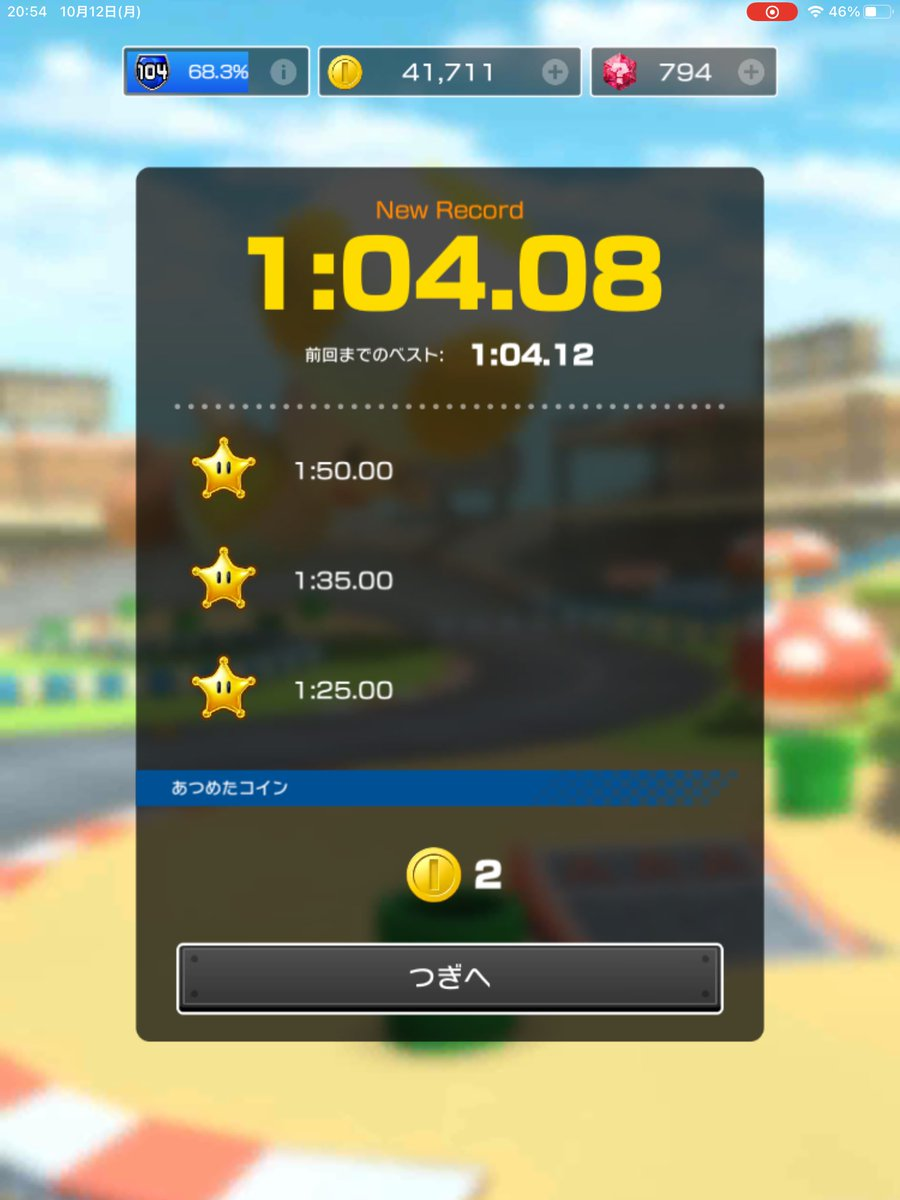 20:54 10月12日(月) 46%
104 68.3% 41,711 794
New Record
1:04.08
前回までのベスト: 1:04.12
1:50.00
1:35.00
1:25.00
あつめたコイン
2
つぎへ